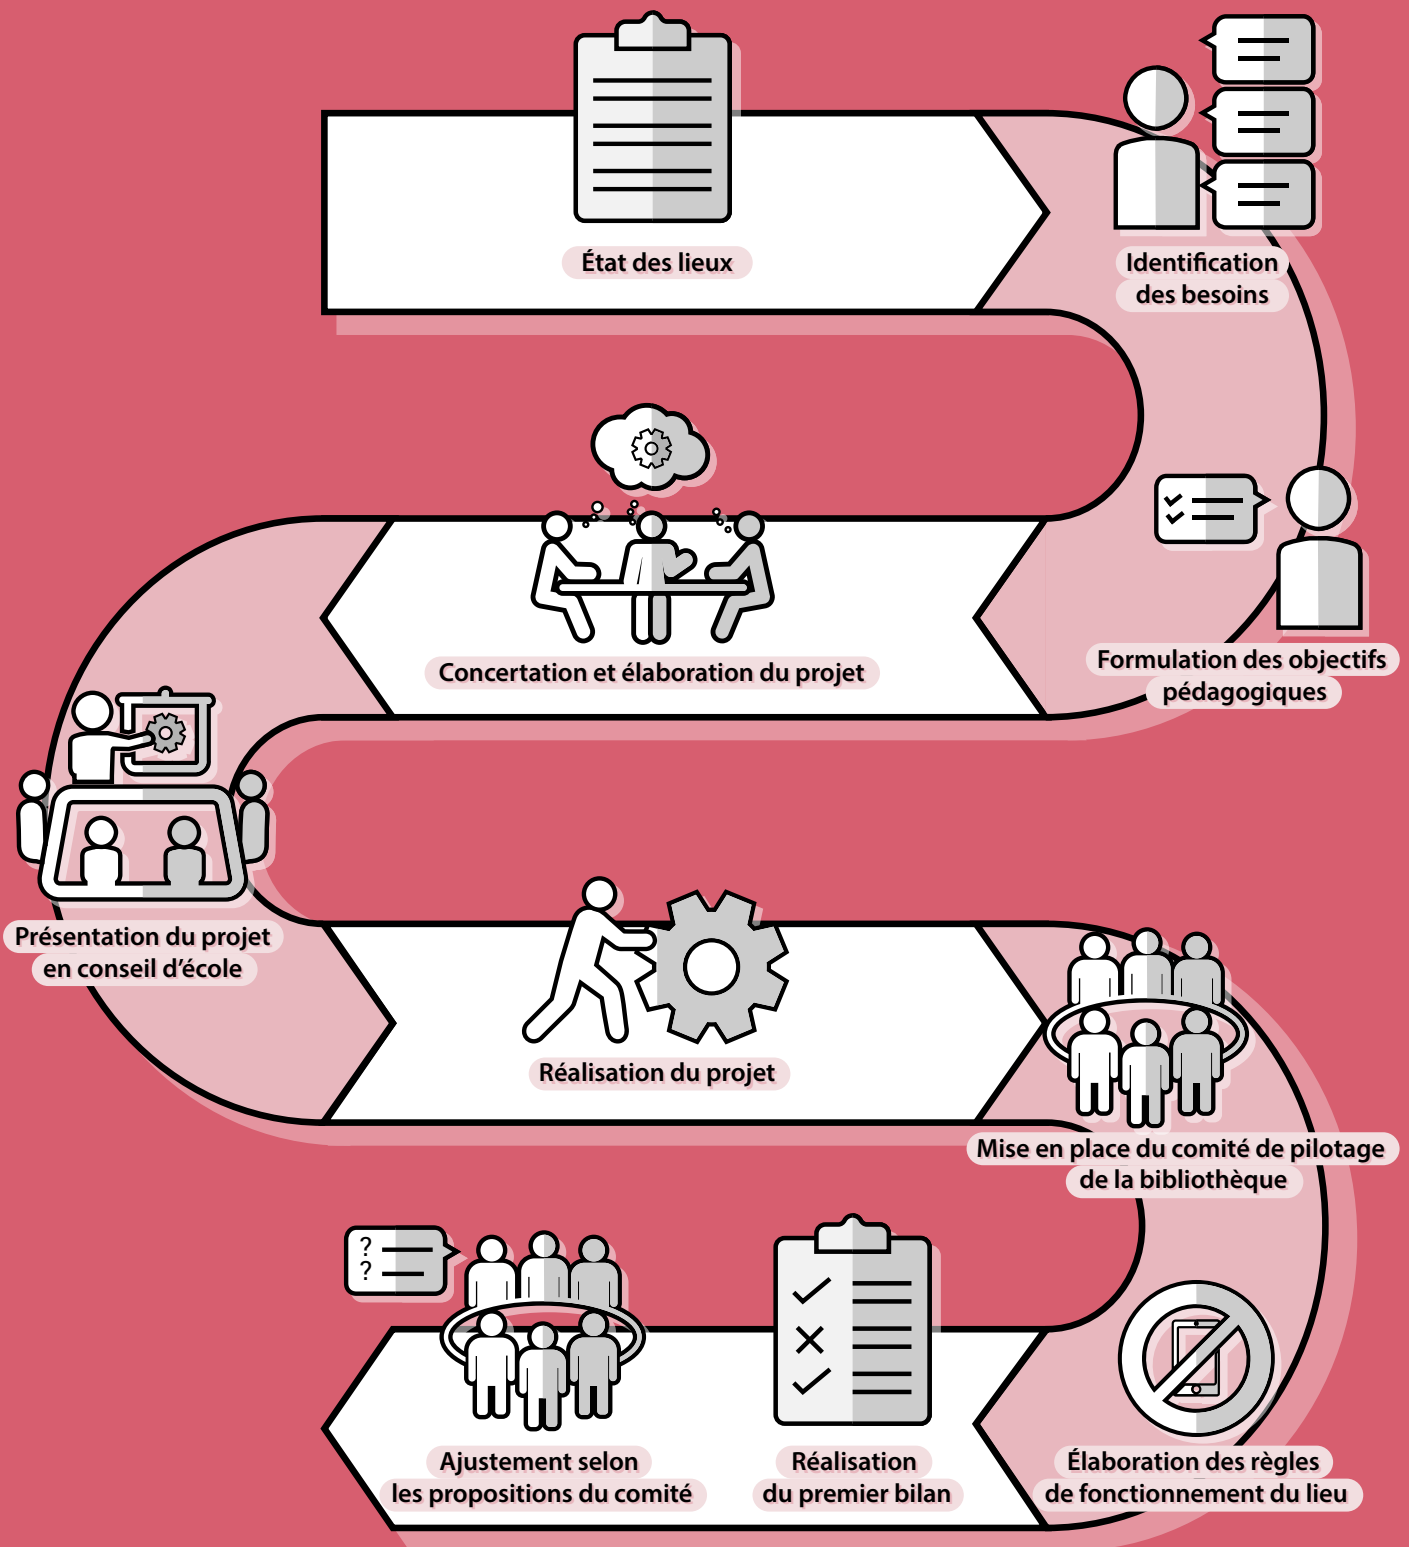 État des lieux
Identification
des besoins
Formulation des objectifs
pédagogiques
Concertation et élaboration du projet
Présentation du projet
en conseil d’école
Réalisation du projet
Mise en place du comité de pilotage
de la bibliothèque
Élaboration des règles
de fonctionnement du lieu
Réalisation
du premier bilan
?
?
Ajustement selon
les propositions du comité